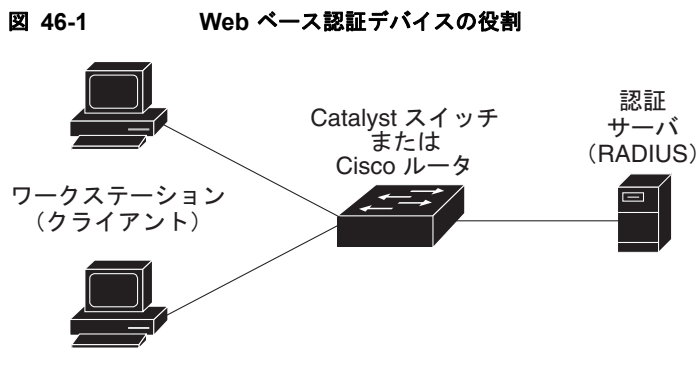 図 46-1 Web ベース認証デバイスの役割
Catalyst スイッチ
または
Cisco ルータ
認証
サーバ
（RADIUS）
ワークステーション
（クライアント）